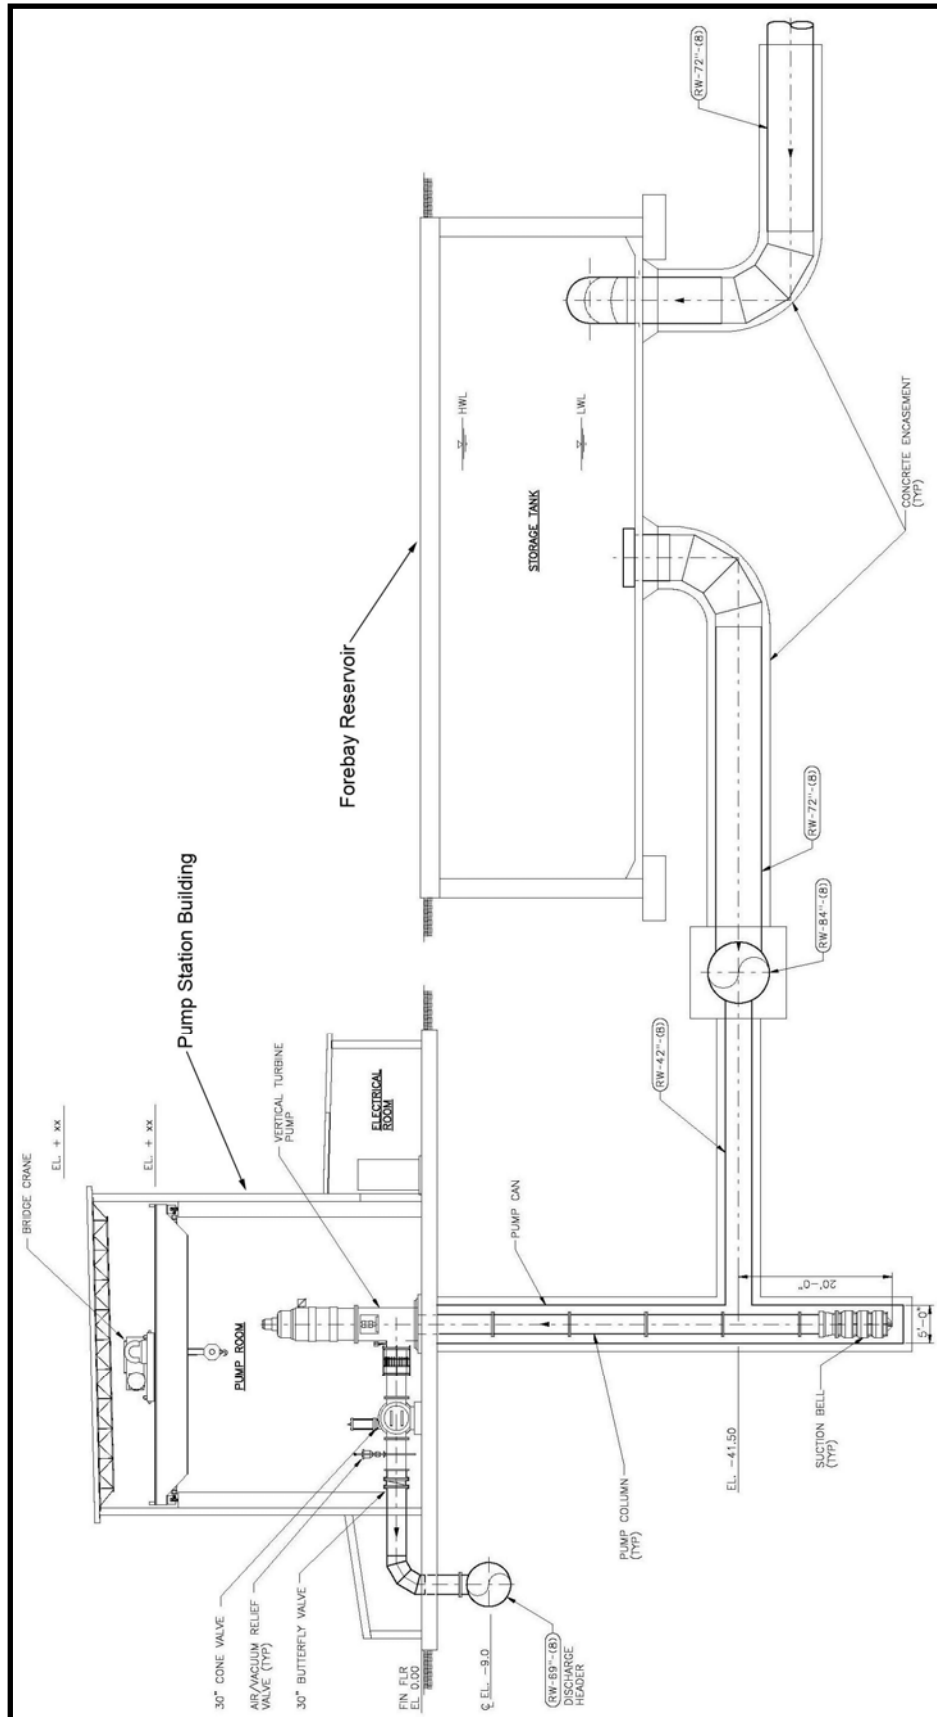 EL. + xx
EL. + xx
BRIDGE CRANE
Pump Station Building
Forebay Reservoir
PUMP ROOM
VERTICAL TURBINE
PUMP
ELECTRICAL
ROOM
HWL
LWL
STORAGE TANK
RW-72"-(8)
30" CONE VALVE
AIR/VACUUM RELIEF
VALVE (TYP)
30" BUTTERFLY VALVE
FIN FLR
EL 0.00
℄ EL. -9.0
RW-69"-(8)
DISCHARGE
HEADER
PUMP CAN
PUMP COLUMN
(TYP)
EL. -41.50
SUCTION BELL
(TYP)
20'-0"
5'-0"
RW-42"-(8)
RW-84"-(8)
RW-72"-(8)
CONCRETE ENCASEMENT
(TYP)